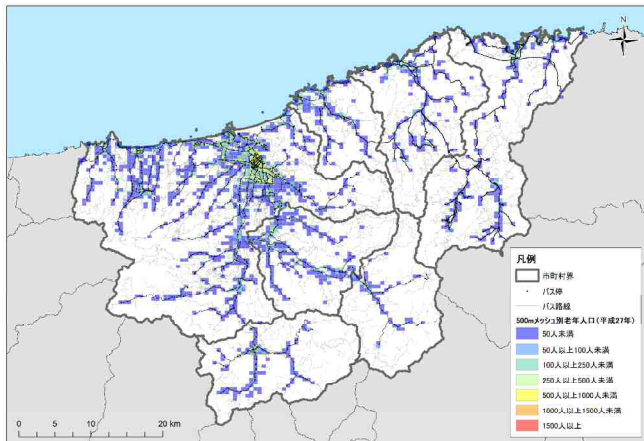 N
凡例
市町村界
バス停
バス路線
500mメッシュ別老年人口(平成27年)
50人未満
50人以上100人未満
100人以上250人未満
250人以上500人未満
500人以上1000人未満
1000人以上1500人未満
1500人以上
0 5 10 20 km